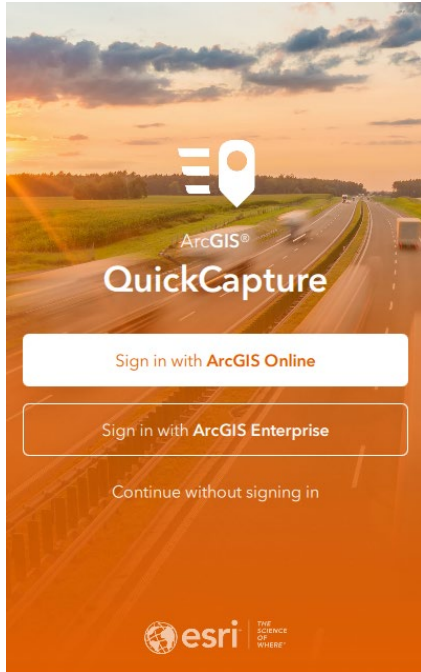 ArcGIS®
QuickCapture
Sign in with ArcGIS Online
Sign in with ArcGIS Enterprise
Continue without signing in
esri
THE
SCIENCE
OF
WHERE™